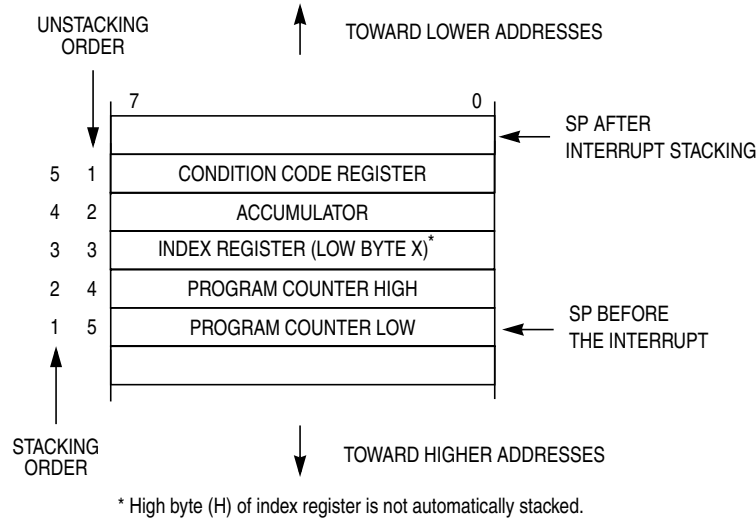 UNSTACKING
ORDER
TOWARD LOWER ADDRESSES
7 0
SP AFTER
INTERRUPT STACKING
5 1 CONDITION CODE REGISTER
4 2 ACCUMULATOR
3 3 INDEX REGISTER (LOW BYTE X)*
2 4 PROGRAM COUNTER HIGH
1 5 PROGRAM COUNTER LOW
SP BEFORE
THE INTERRUPT
STACKING
ORDER
TOWARD HIGHER ADDRESSES
* High byte (H) of index register is not automatically stacked.